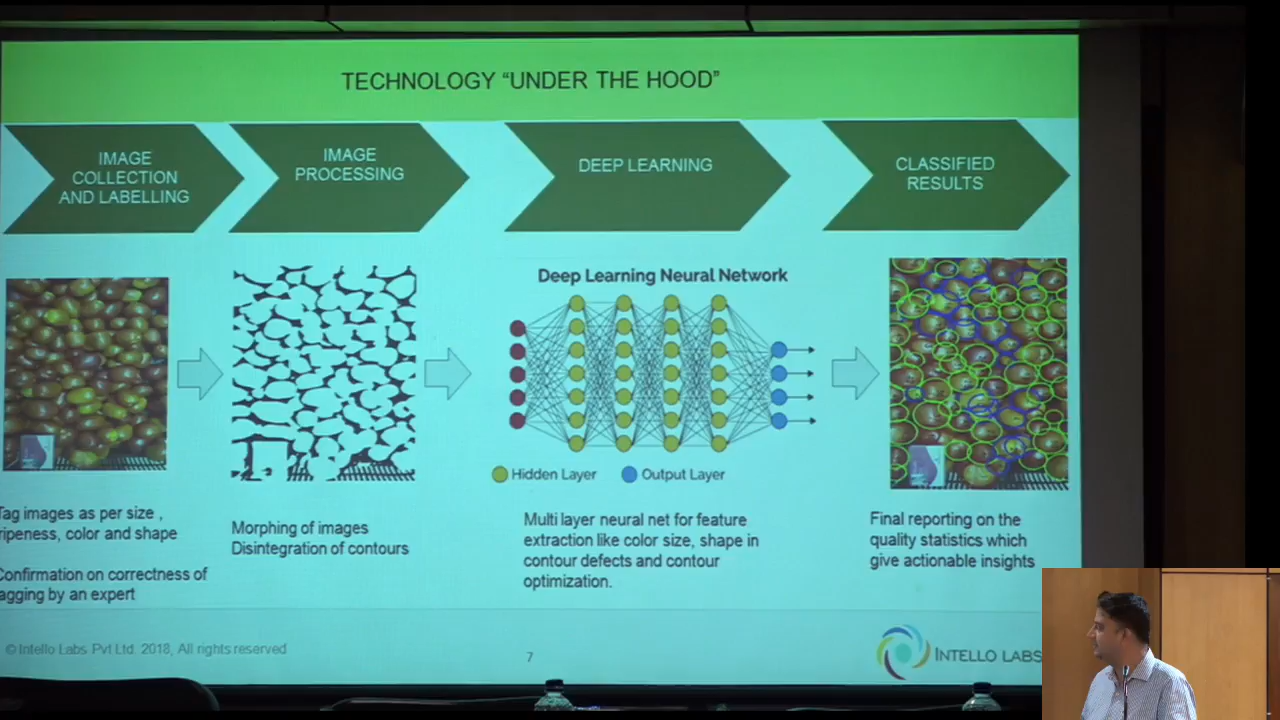 TECHNOLOGY “UNDER THE HOOD”
IMAGE
COLLECTION
AND LABELLING
IMAGE
PROCESSING
DEEP LEARNING
CLASSIFIED
RESULTS
Deep Learning Neural Network
Hidden Layer
Output Layer
Tag images as per size ,
ripeness, color and shape
Confirmation on correctness of
agging by an expert
Morphing of images
Disintegration of contours
Multi layer neural net for feature
extraction like color size, shape in
contour defects and contour
optimization.
Final reporting on the
quality statistics which
give actionable insights
© Intello Labs Pvt Ltd. 2018, All rights reserved
7
INTELLO LABS